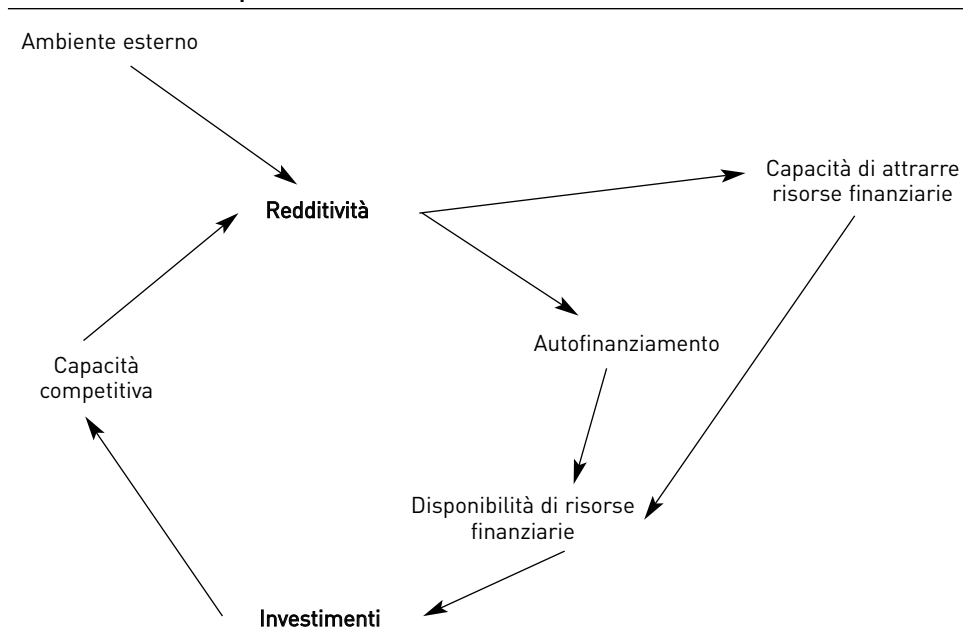 Ambiente esterno
Capacità di attrarre
risorse finanziarie
Redditività
Autofinanziamento
Capacità
competitiva
Disponibilità di risorse
finanziarie
Investimenti